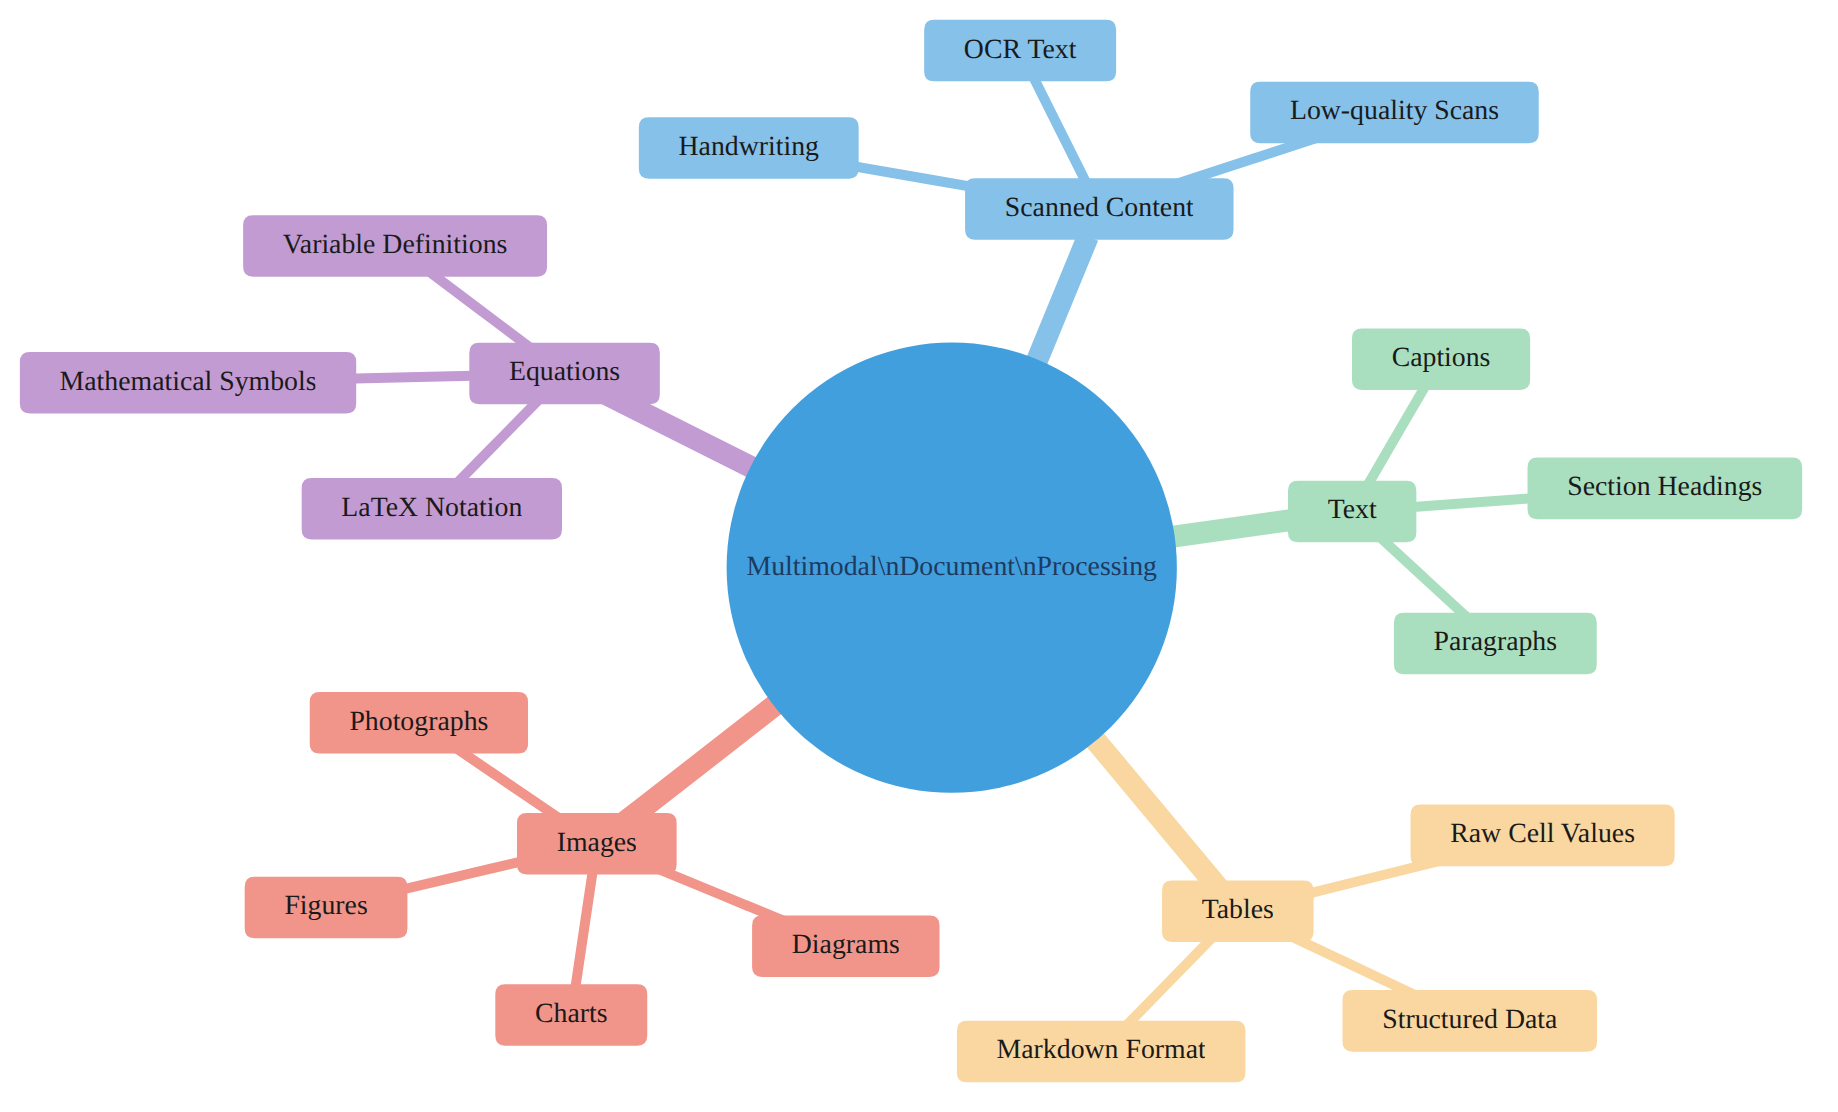 OCR Text
Low-quality Scans
Handwriting
Scanned Content
Variable Definitions
Equations
Mathematical Symbols
LaTeX Notation
Captions
Section Headings
Text
Paragraphs
Multimodal\nDocument\nProcessing
Photographs
Images
Figures
Diagrams
Charts
Raw Cell Values
Tables
Structured Data
Markdown Format